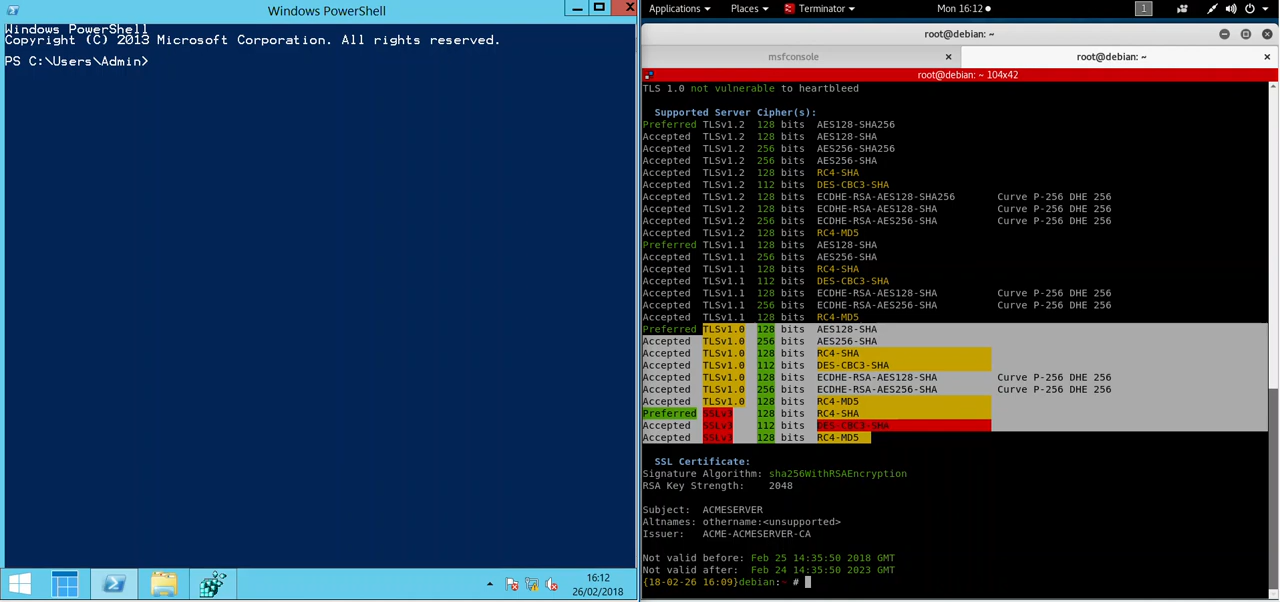 Windows PowerShell
Windows PowerShell
Copyright (C) 2013 Microsoft Corporation. All rights reserved.
PS C:\Users\Admin>
16:12
26/02/2018
Applications Places Terminator Mon 16:12 1
root@debian: ~
msfconsole root@debian: ~
root@debian: ~ 104x42
TLS 1.0 not vulnerable to heartbleed
Supported Server Cipher(s):
Preferred TLSv1.2 128 bits AES128-SHA256
Accepted TLSv1.2 128 bits AES128-SHA
Accepted TLSv1.2 256 bits AES256-SHA256
Accepted TLSv1.2 256 bits AES256-SHA
Accepted TLSv1.2 128 bits RC4-SHA
Accepted TLSv1.2 112 bits DES-CBC3-SHA
Accepted TLSv1.2 128 bits ECDHE-RSA-AES128-SHA256 Curve P-256 DHE 256
Accepted TLSv1.2 128 bits ECDHE-RSA-AES128-SHA Curve P-256 DHE 256
Accepted TLSv1.2 256 bits ECDHE-RSA-AES256-SHA Curve P-256 DHE 256
Accepted TLSv1.2 128 bits RC4-MD5
Preferred TLSv1.1 128 bits AES128-SHA
Accepted TLSv1.1 256 bits AES256-SHA
Accepted TLSv1.1 128 bits RC4-SHA
Accepted TLSv1.1 112 bits DES-CBC3-SHA
Accepted TLSv1.1 128 bits ECDHE-RSA-AES128-SHA Curve P-256 DHE 256
Accepted TLSv1.1 256 bits ECDHE-RSA-AES256-SHA Curve P-256 DHE 256
Accepted TLSv1.1 128 bits RC4-MD5
Preferred TLSv1.0 128 bits AES128-SHA
Accepted TLSv1.0 256 bits AES256-SHA
Accepted TLSv1.0 128 bits RC4-SHA
Accepted TLSv1.0 112 bits DES-CBC3-SHA
Accepted TLSv1.0 128 bits ECDHE-RSA-AES128-SHA Curve P-256 DHE 256
Accepted TLSv1.0 256 bits ECDHE-RSA-AES256-SHA Curve P-256 DHE 256
Accepted TLSv1.0 128 bits RC4-MD5
Preferred SSLv3 128 bits RC4-SHA
Accepted SSLv3 112 bits DES-CBC3-SHA
Accepted SSLv3 128 bits RC4-MD5
SSL Certificate:
Signature Algorithm: sha256WithRSAEncryption
RSA Key Strength: 2048
Subject: ACMESERVER
Altnames: othername:<unsupported>
Issuer: ACME-ACMESERVER-CA
Not valid before: Feb 25 14:35:50 2018 GMT
Not valid after: Feb 24 14:35:50 2023 GMT
{18-02-26 16:09}debian:~ #